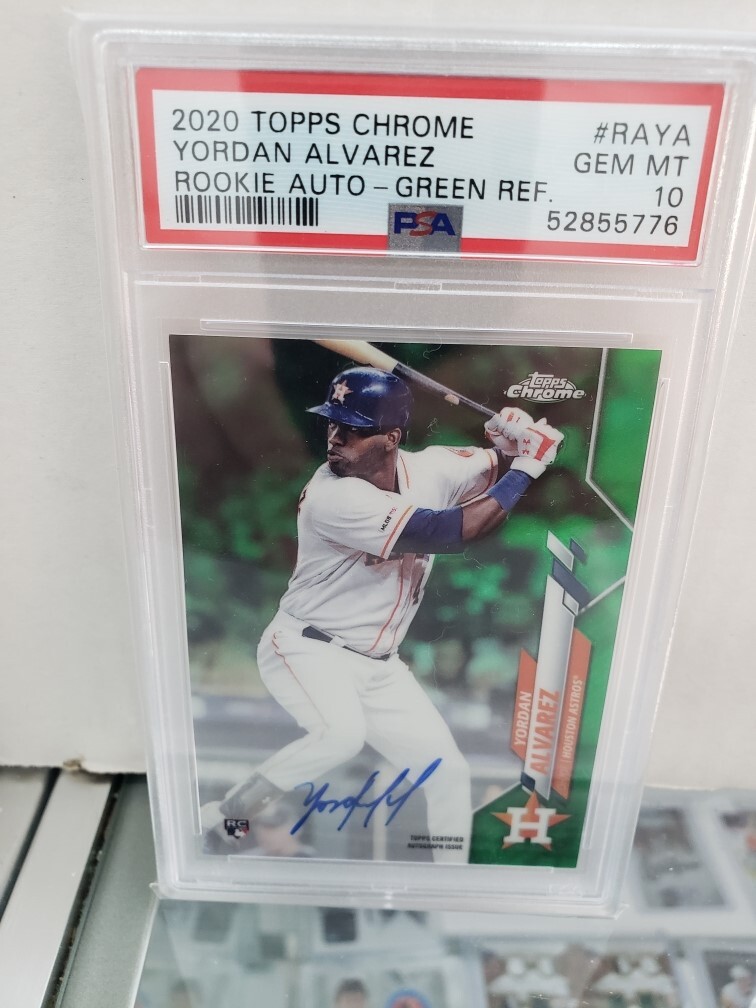 2020 TOPPS CHROME #RAYA
YORDAN ALVAREZ GEM MT
ROOKIE AUTO - GREEN REF. 10
PSA 52855776
Topps
Chrome
YORDAN
ALVAREZ
HOUSTON ASTROS
H
RC
TOPPS CERTIFIED
AUTOGRAPH ISSUE